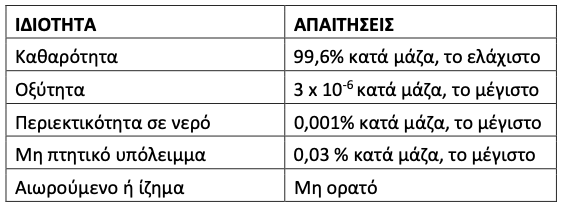 ΙΔΙΟΤΗΤΑ ΑΠΑΙΤΗΣΕΙΣ
Καθαρότητα 99,6% κατά μάζα, το ελάχιστο
Οξύτητα 3 x 10⁻⁶ κατά μάζα, το μέγιστο
Περιεκτικότητα σε νερό 0,001% κατά μάζα, το μέγιστο
Μη πτητικό υπόλειμμα 0,03 % κατά μάζα, το μέγιστο
Αιωρούμενο ή ίζημα Μη ορατό